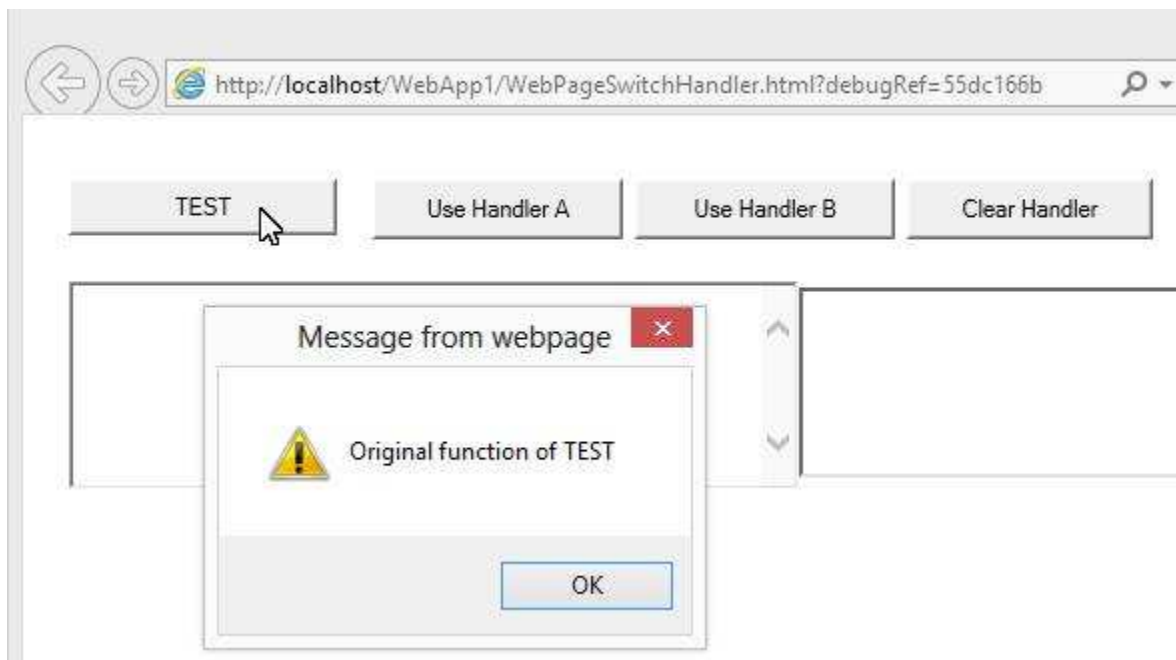 http://localhost/WebApp1/WebPageSwitchHandler.html?debugRef=55dc166b
TEST
Use Handler A
Use Handler B
Clear Handler
Message from webpage
Original function of TEST
OK